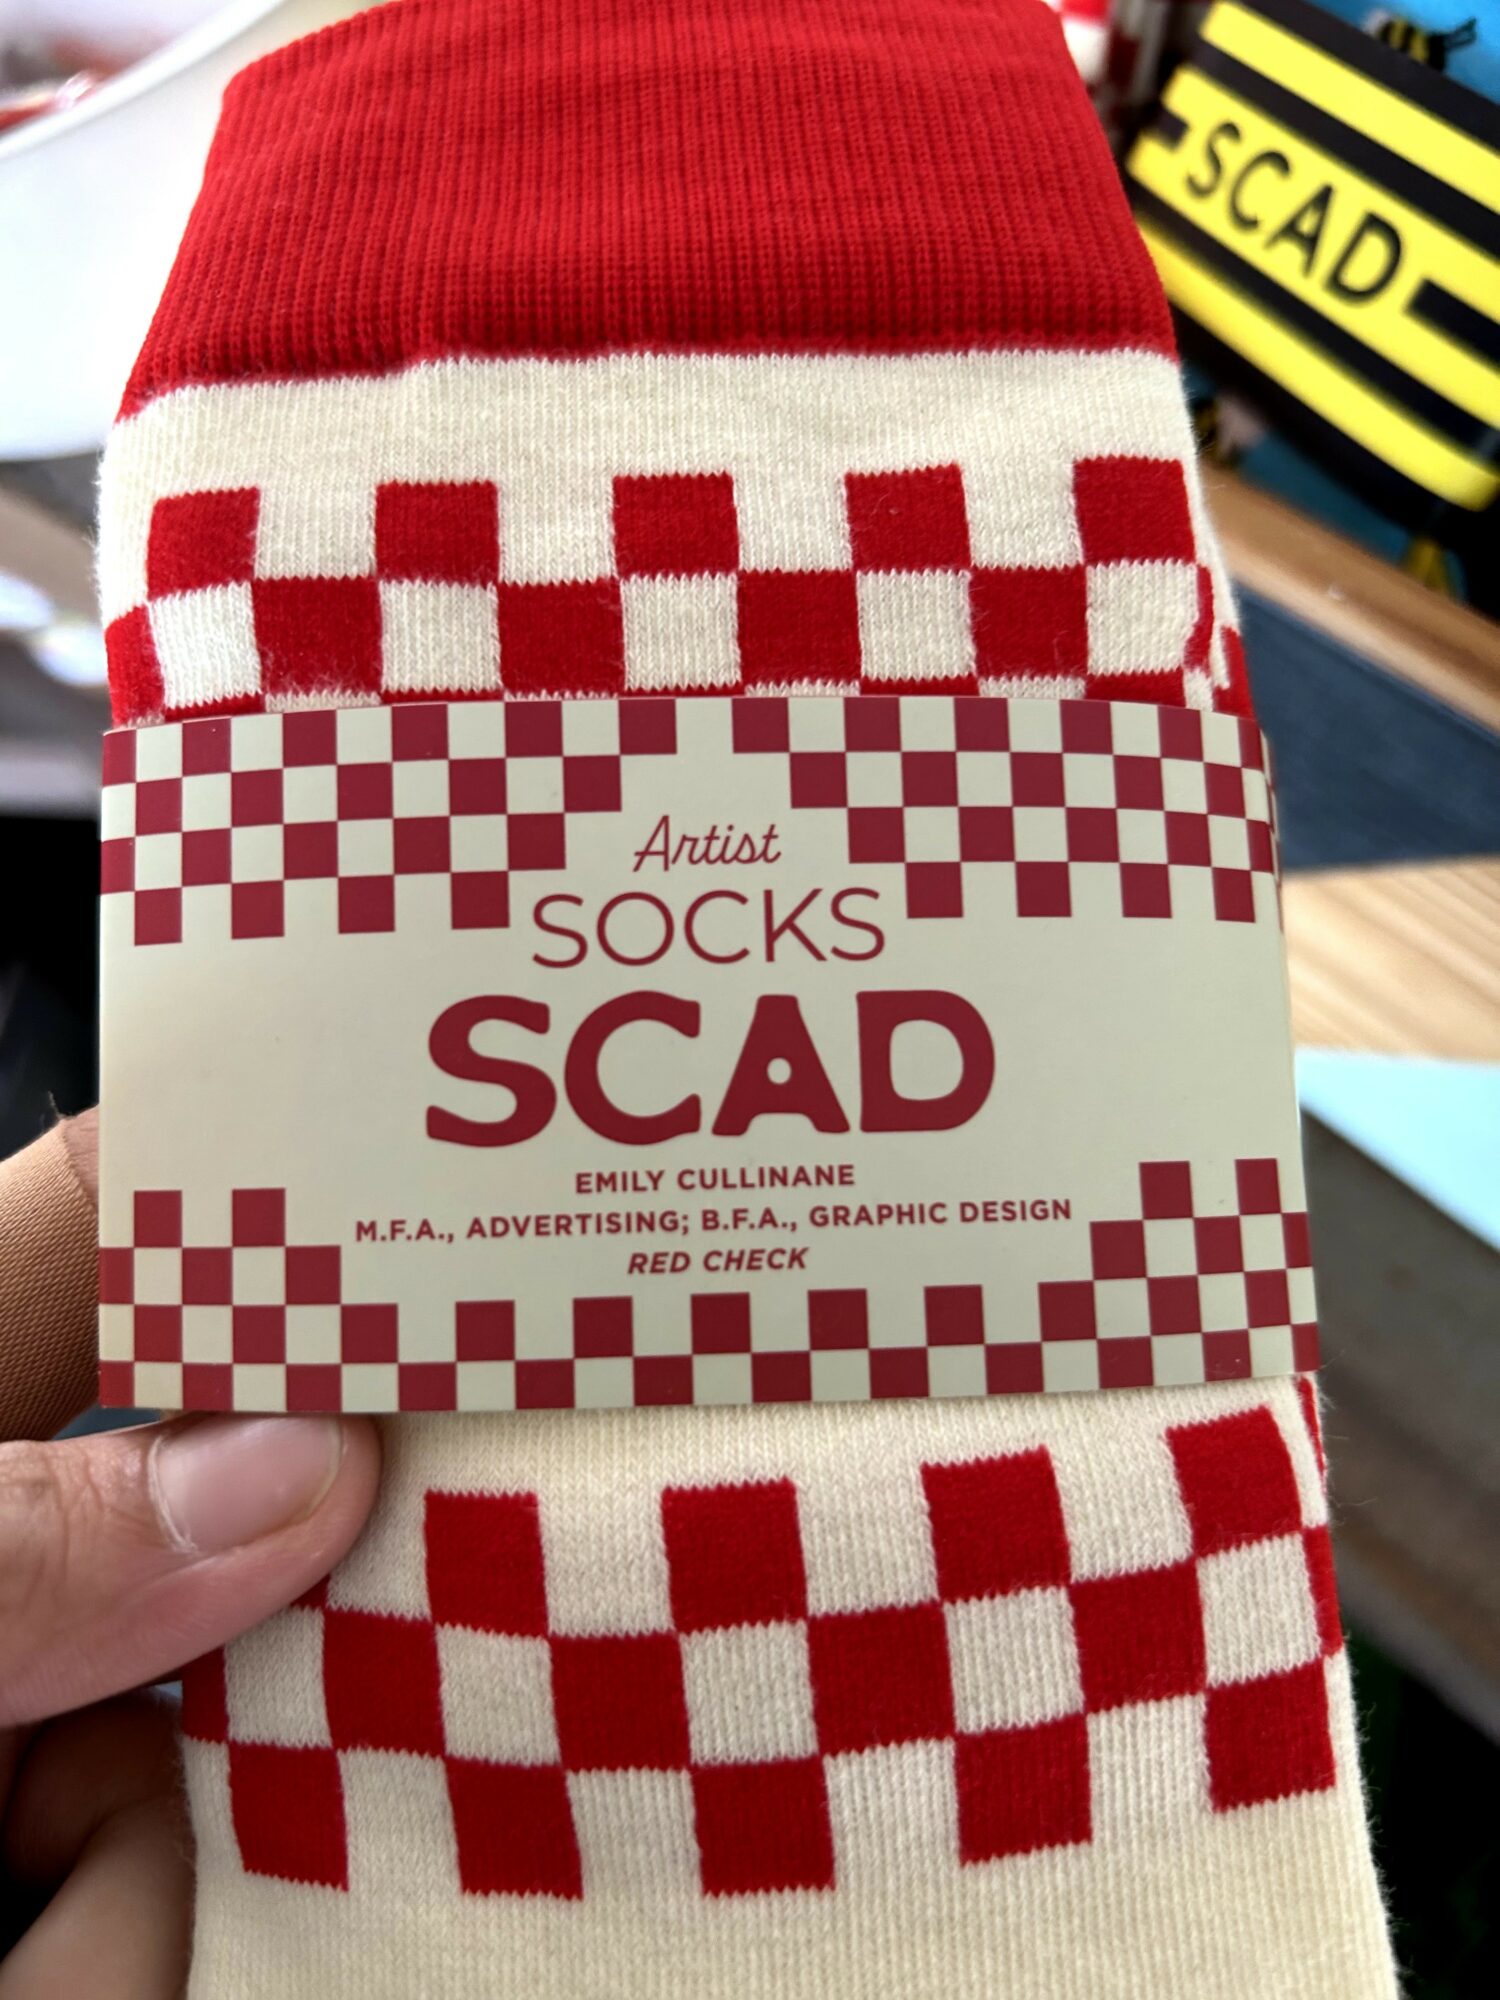 SCAD
Artist
SOCKS
SCAD
EMILY CULLINANE
M.F.A., ADVERTISING; B.F.A., GRAPHIC DESIGN
RED CHECK